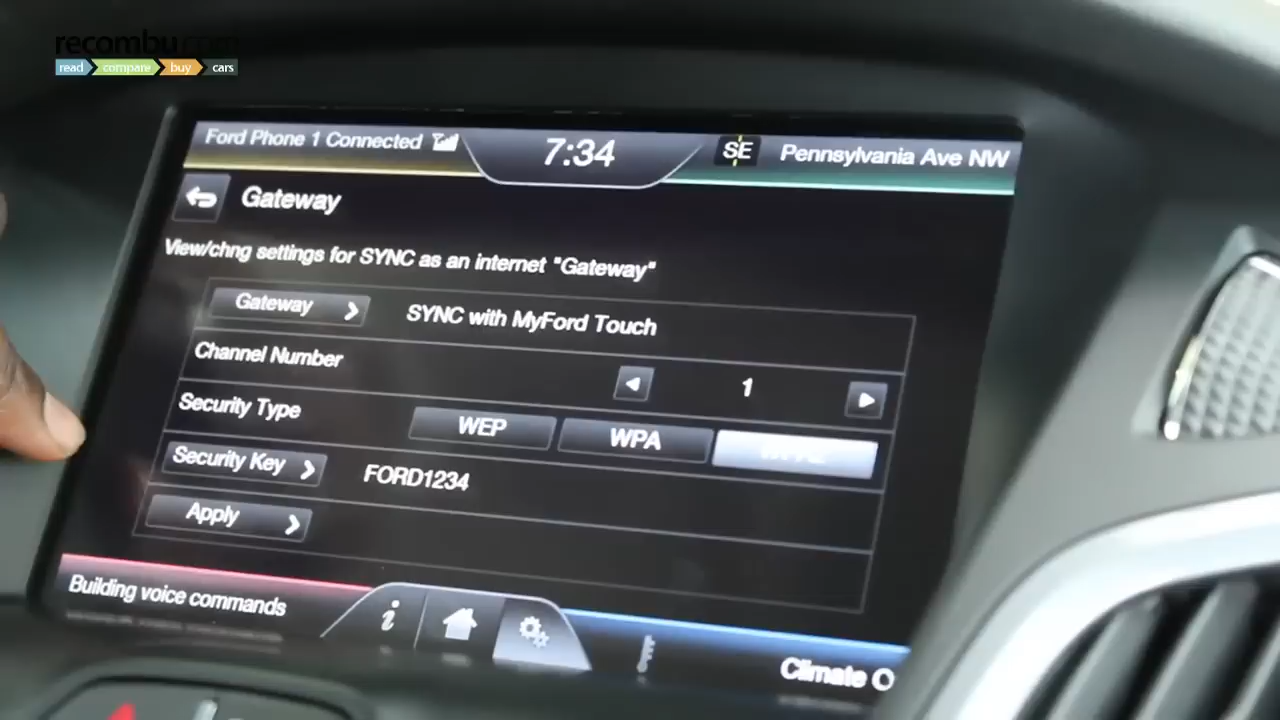 recombu.com
read compare buy cars
Ford Phone 1 Connected 7:34 SE Pennsylvania Ave NW
Gateway
View/chng settings for SYNC as an internet "Gateway"
Gateway SYNC with MyFord Touch
Channel Number 1
Security Type WEP WPA
Security Key FORD1234
Apply
Building voice commands
Climate O